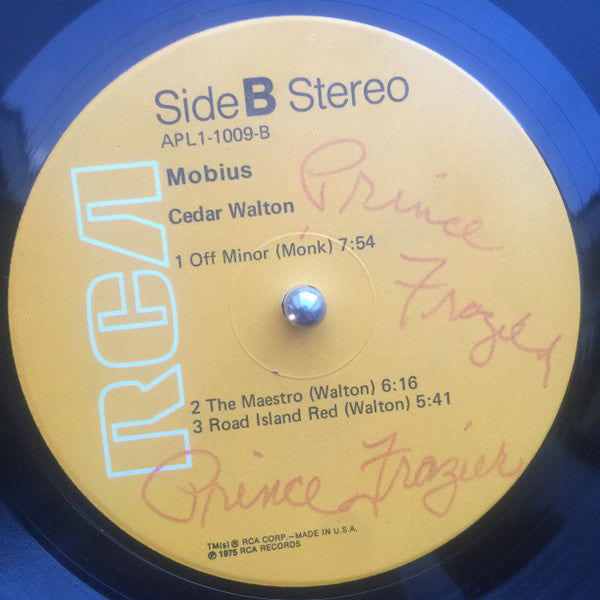 Side B Stereo
APL1-1009-B
Mobius
Cedar Walton
Prince
Frazier
1 Off Minor (Monk) 7:54
RCA
2 The Maestro (Walton) 6:16
3 Road Island Red (Walton) 5:41
Prince Frazier
TM(s) ® RCA CORP.—MADE IN U.S.A.
℗ 1975 RCA RECORDS